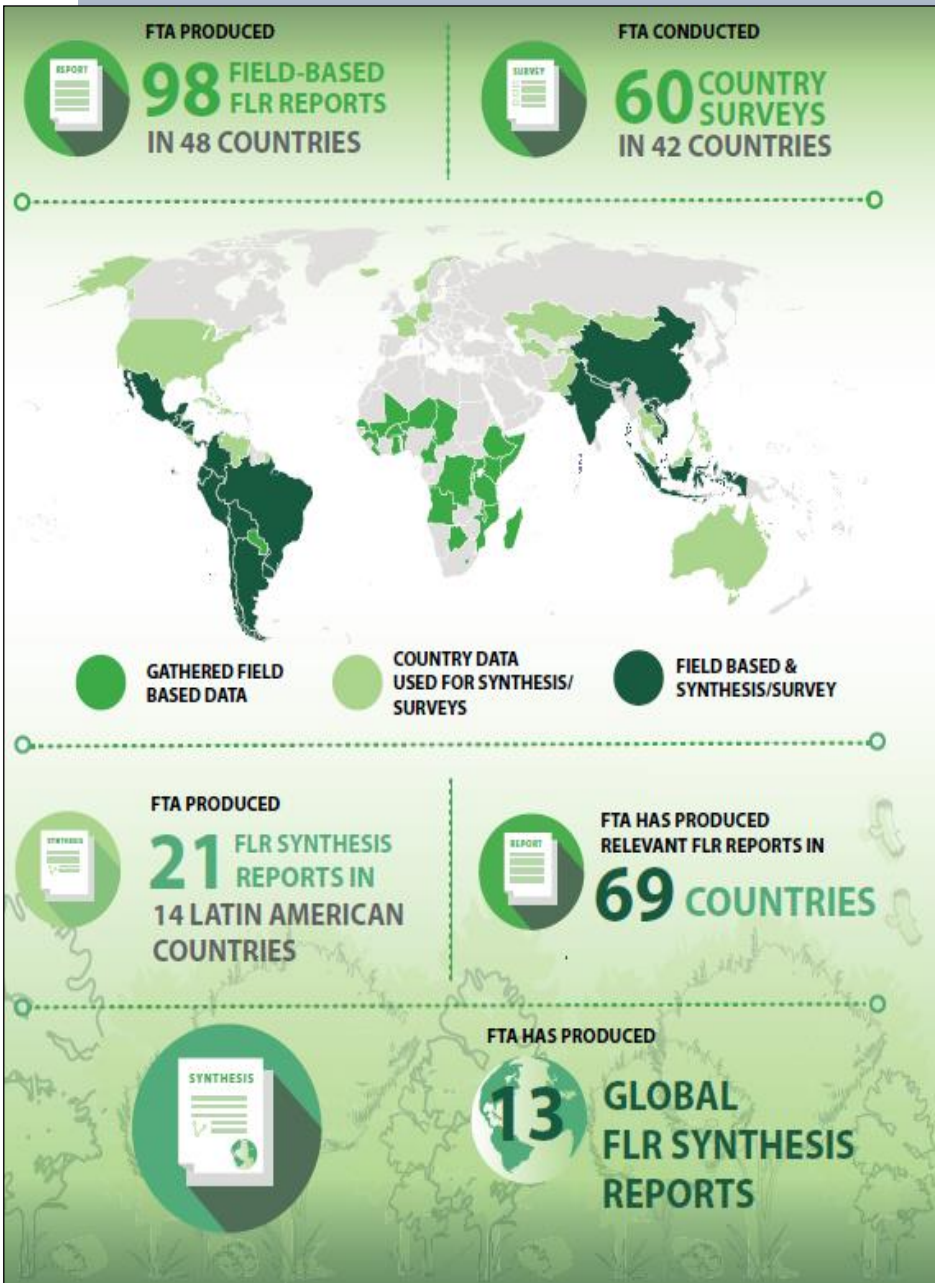 FTA PRODUCED
REPORT
98 FIELD-BASED
FLR REPORTS
IN 48 COUNTRIES
FTA CONDUCTED
SURVEY
60 COUNTRY
SURVEYS
IN 42 COUNTRIES
GATHERED FIELD
BASED DATA
COUNTRY DATA
USED FOR SYNTHESIS/
SURVEYS
FIELD BASED &
SYNTHESIS/SURVEY
FTA PRODUCED
SYNTHESIS
21 FLR SYNTHESIS
REPORTS IN
14 LATIN AMERICAN
COUNTRIES
FTA HAS PRODUCED
RELEVANT FLR REPORTS IN
REPORT
69 COUNTRIES
SYNTHESIS
FTA HAS PRODUCED
13 GLOBAL
FLR SYNTHESIS
REPORTS